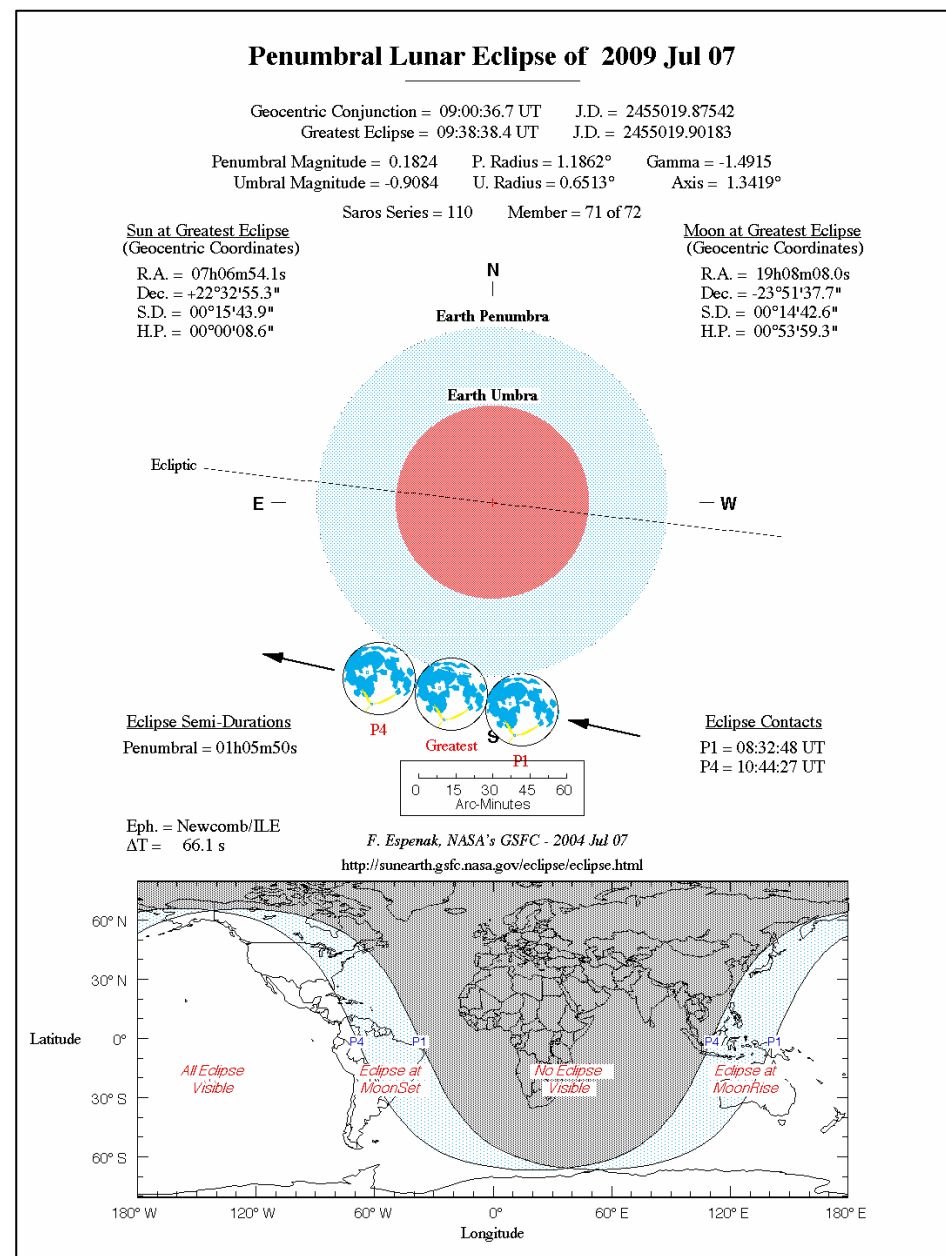 Penumbral Lunar Eclipse of 2009 Jul 07
Geocentric Conjunction = 09:00:36.7 UT J.D. = 2455019.87542
Greatest Eclipse = 09:38:38.4 UT J.D. = 2455019.90183
Penumbral Magnitude = 0.1824 P. Radius = 1.1862° Gamma = -1.4915
Umbral Magnitude = -0.9084 U. Radius = 0.6513° Axis = 1.3419°
Saros Series = 110 Member = 71 of 72
Sun at Greatest Eclipse
(Geocentric Coordinates)
R.A. = 07h06m54.1s
Dec. = +22°32'55.3"
S.D. = 00°15'43.9"
H.P. = 00°00'08.6"
Moon at Greatest Eclipse
(Geocentric Coordinates)
R.A. = 19h08m08.0s
Dec. = -23°51'37.7"
S.D. = 00°14'42.6"
H.P. = 00°53'59.3"
N
Earth Penumbra
Earth Umbra
Ecliptic
E
W
S
P4
Greatest
P1
Eclipse Semi-Durations
Penumbral = 01h05m50s
Eclipse Contacts
P1 = 08:32:48 UT
P4 = 10:44:27 UT
0 15 30 45 60
Arc-Minutes
Eph. = Newcomb/ILE
ΔT = 66.1 s
F. Espenak, NASA's GSFC - 2004 Jul 07
http://sunearth.gsfc.nasa.gov/eclipse/eclipse.html
60° N
30° N
Latitude
0°
30° S
60° S
P4
P1
P4
P1
All Eclipse
Visible
Eclipse at
MoonSet
No Eclipse
Visible
Eclipse at
MoonRise
180° W 120° W 60° W 0° 60° E 120° E 180° E
Longitude